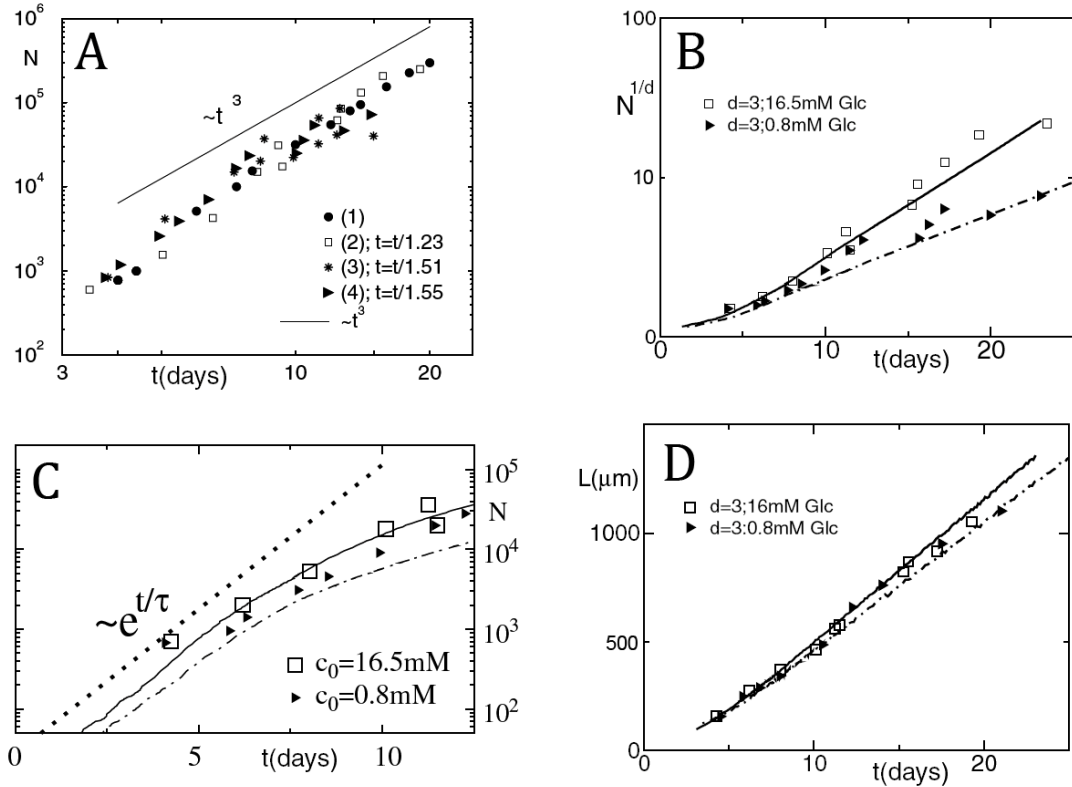 A
N
10^6
10^5
10^4
10^3
10^2
~t^3
(1)
(2); t=t/1.23
(3); t=t/1.51
(4); t=t/1.55
~t^3
3 10 20
t(days)
B
N^{1/d}
100
10
0
d=3;16.5mM Glc
d=3;0.8mM Glc
0 10 20
t(days)
C
10^5
N
10^4
10^3
10^2
~e^{t/τ}
c_0=16.5mM
c_0=0.8mM
0 5 10
t(days)
D
L(μm)
1000
500
0
d=3;16mM Glc
d=3:0.8mM Glc
0 10 20
t(days)